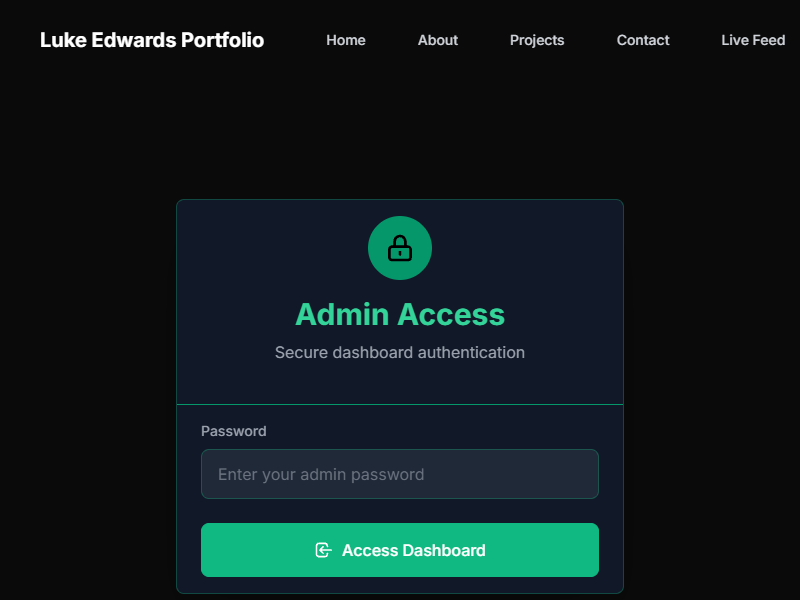 Luke Edwards Portfolio Home About Projects Contact Live Feed
Admin Access
Secure dashboard authentication
Password
Enter your admin password
Access Dashboard